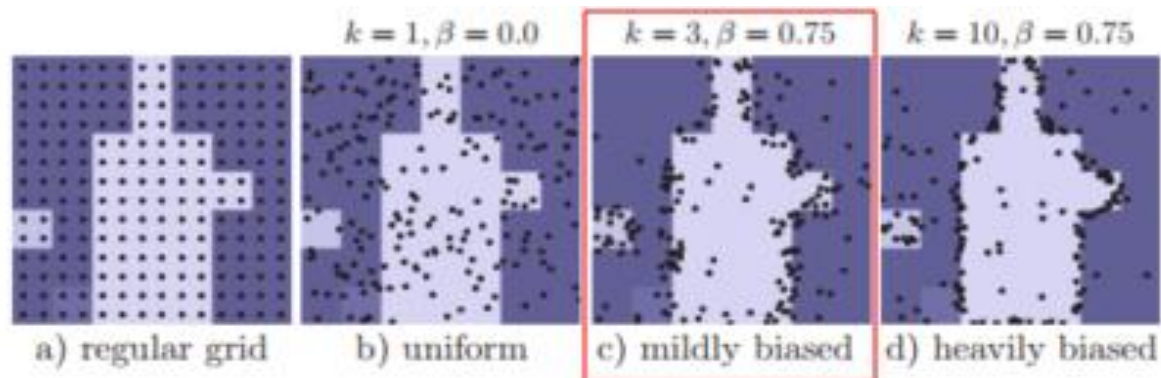 k = 1, β = 0.0
k = 3, β = 0.75
k = 10, β = 0.75
a) regular grid
b) uniform
c) mildly biased
d) heavily biased